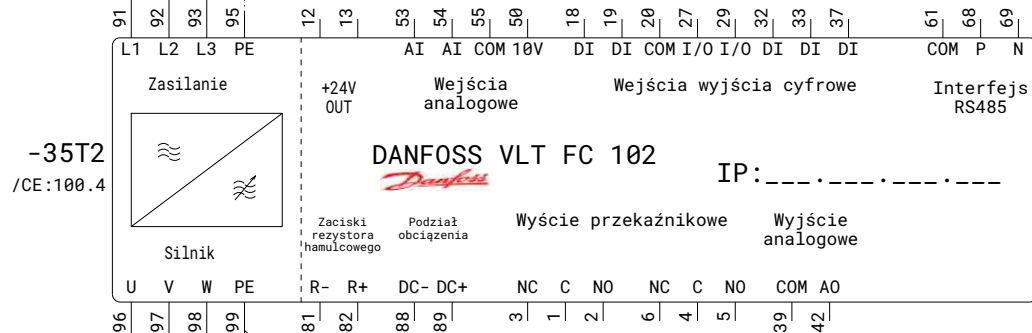 91 92 93 95 12 13 53 54 55 50 18 19 20 27 29 32 33 37 61 68 69
L1 L2 L3 PE AI AI COM 10V DI DI COM I/O I/O DI DI DI COM P N
Zasilanie
+24V
OUT
Wejścia
analogowe
Wejścia wyjścia cyfrowe
Interfejs
RS485
-35T2
/CE:100.4
DANFOSS VLT FC 102
Danfoss
IP:___.___.___.___
Silnik
Zaciski
rezystora
hamulcowego
Podział
obciązenia
Wyście przekaźnikowe
Wyjście
analogowe
U V W PE R- R+ DC- DC+ NC C NO NC C NO COM AO
96 97 98 99 81 82 88 89 3 1 2 6 4 5 39 42